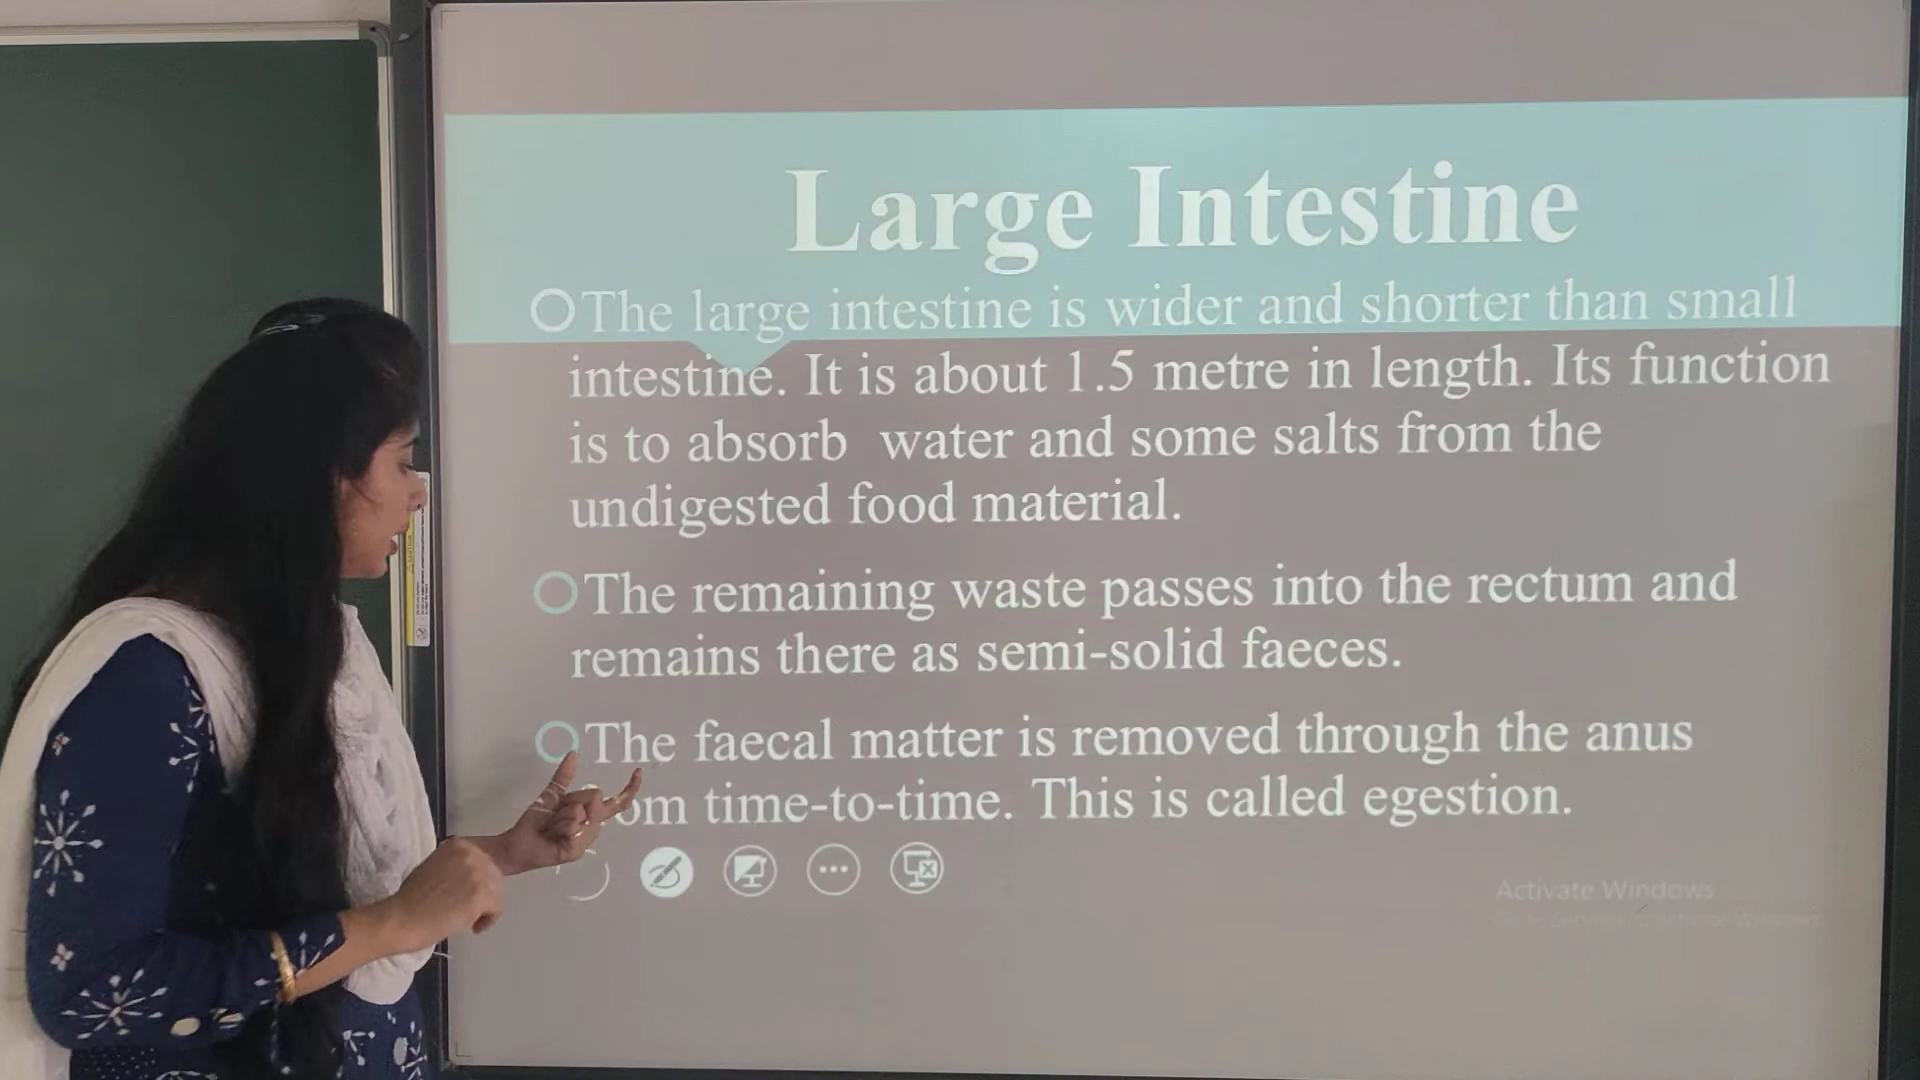 Large Intestine
The large intestine is wider and shorter than small
intestine. It is about 1.5 metre in length. Its function
is to absorb water and some salts from the
undigested food material.
The remaining waste passes into the rectum and
remains there as semi-solid faeces.
The faecal matter is removed through the anus
time-to-time. This is called egestion.
Activate Windows